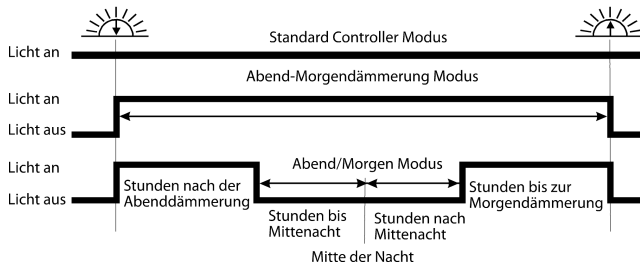 Standard Controller Modus
Licht an
Abend-Morgendämmerung Modus
Licht an
Licht aus
Licht an
Abend/Morgen Modus
Licht aus
Stunden nach der
Abenddämmerung
Stunden bis
Mittenacht
Stunden nach
Mittenacht
Stunden bis zur
Morgendämmerung
Mitte der Nacht